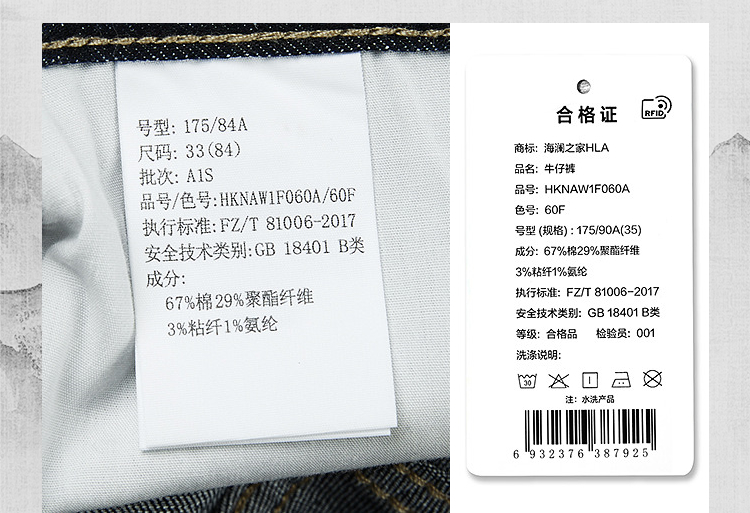 号型: 175/84A
尺码: 33(84)
批次: A1S
品号/色号:HKNAW1F060A/60F
执行标准:FZ/T 81006-2017
安全技术类别:GB 18401 B类
成分:
67%棉29%聚酯纤维
3%粘纤1%氨纶
合格证
RFID
商标: 海澜之家HLA
品名: 牛仔裤
品号: HKNAW1F060A
色号: 60F
号型(规格): 175/90A(35)
成分: 67%棉29%聚酯纤维
3%粘纤1%氨纶
执行标准: FZ/T 81006-2017
安全技术类别: GB 18401 B类
等级: 合格品 检验员: 001
洗涤说明:
30
注: 水洗产品
6 932376 387925